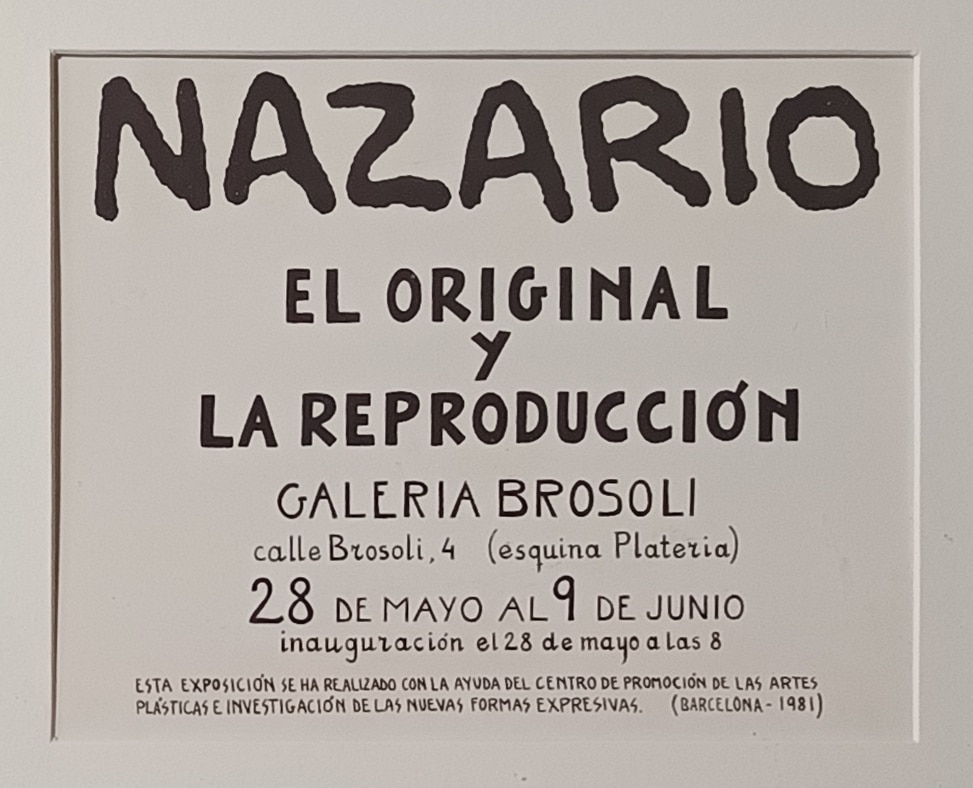 NAZARIO
EL ORIGINAL
Y
LA REPRODUCCIÓN
GALERIA BROSOLI
calle Brosoli, 4 (esquina Plateria)
28 DE MAYO AL 9 DE JUNIO
inauguración el 28 de mayo a las 8
ESTA EXPOSICIÓN SE HA REALIZADO CON LA AYUDA DEL CENTRO DE PROMOCIÓN DE LAS ARTES
PLÁSTICAS E INVESTIGACIÓN DE LAS NUEVAS FORMAS EXPRESIVAS. (BARCELONA - 1981)